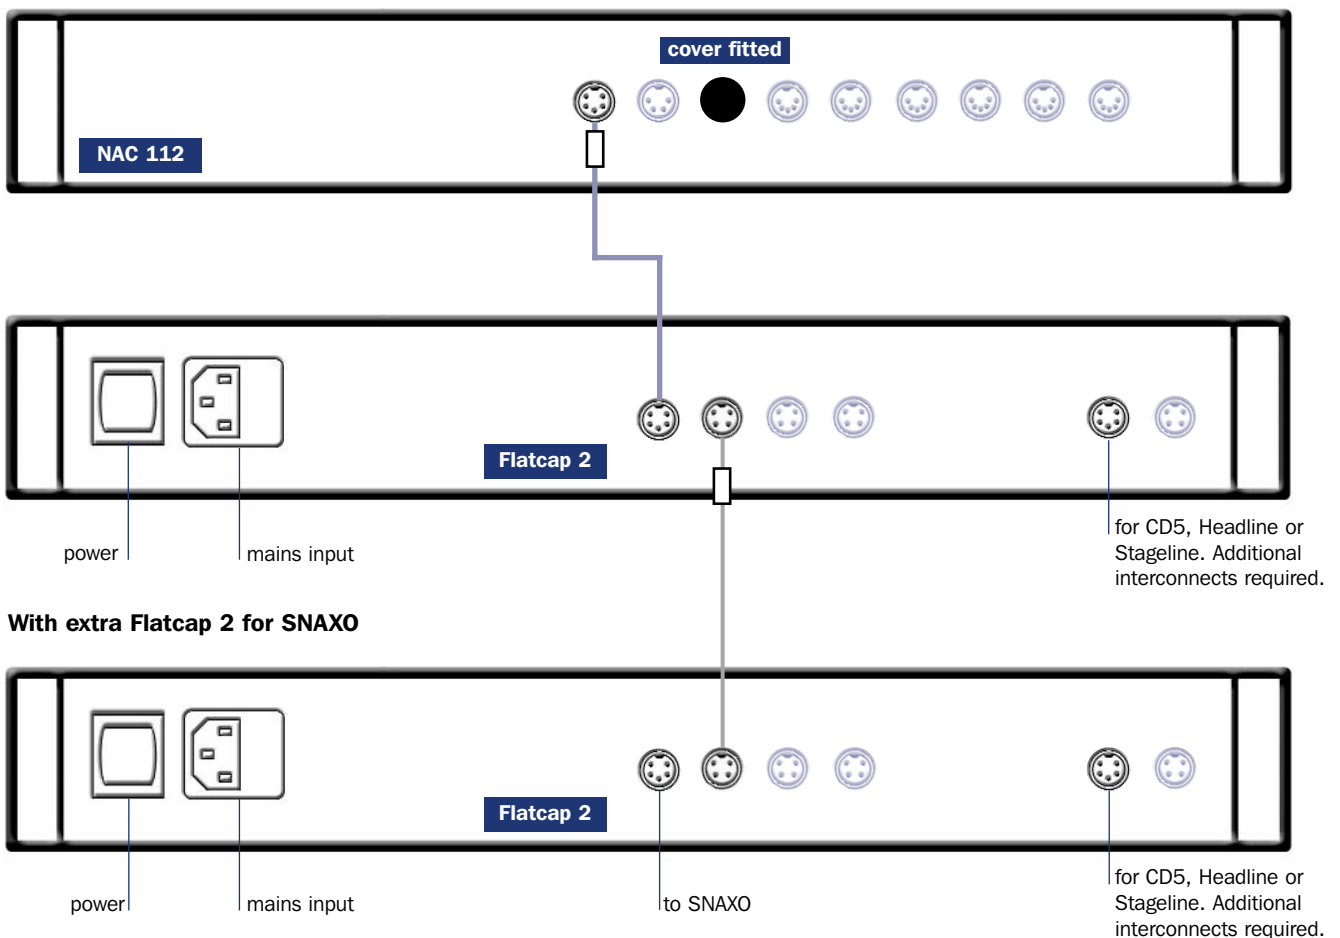 cover fitted
NAC 112
Flatcap 2
power
mains input
for CD5, Headline or
Stageline. Additional
interconnects required.
With extra Flatcap 2 for SNAXO
Flatcap 2
power
mains input
to SNAXO
for CD5, Headline or
Stageline. Additional
interconnects required.